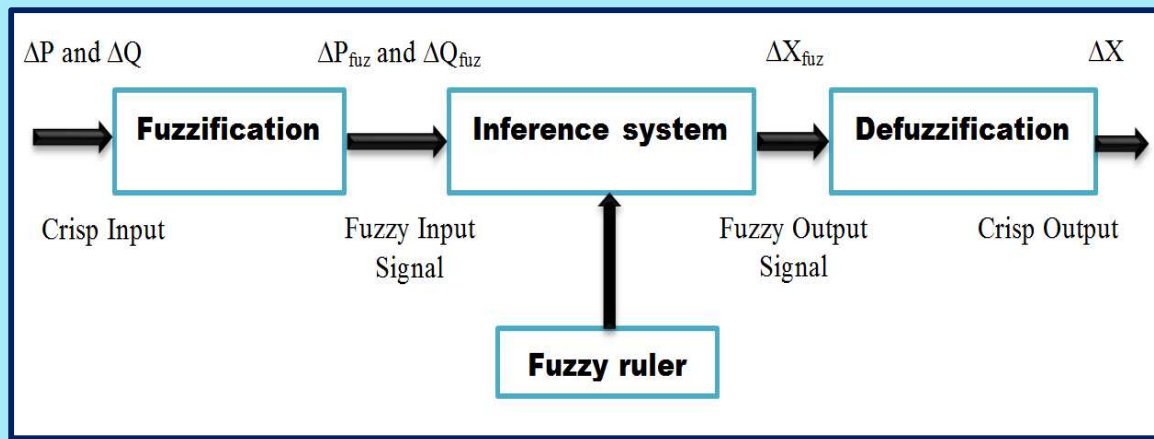 ΔP and ΔQ
ΔPfuz and ΔQfuz
ΔXfuz
ΔX
Fuzzification
Inference system
Defuzzification
Crisp Input
Fuzzy Input
Signal
Fuzzy Output
Signal
Crisp Output
Fuzzy ruler